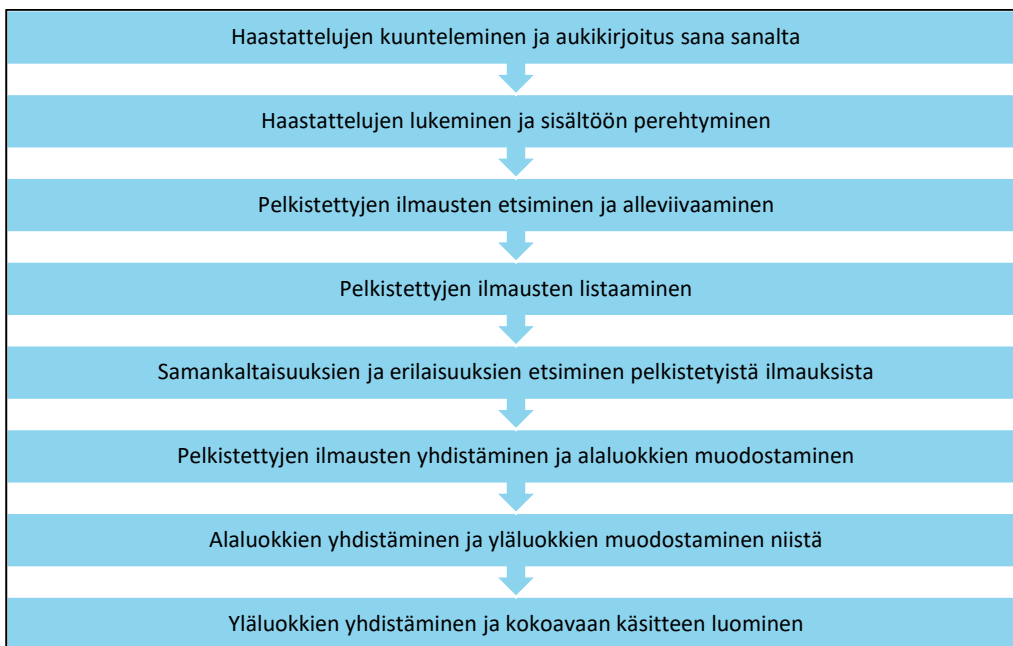 Haastattelujen kuunteleminen ja aukikirjoitus sana sanalta
Haastattelujen lukeminen ja sisältöön perehtyminen
Pelkistettyjen ilmausten etsiminen ja alleviivaaminen
Pelkistettyjen ilmausten listaaminen
Samankaltaisuuksien ja erilaisuuksien etsiminen pelkistetyistä ilmauksista
Pelkistettyjen ilmausten yhdistäminen ja alaluokkien muodostaminen
Alaluokkien yhdistäminen ja yläluokkien muodostaminen niistä
Yläluokkien yhdistäminen ja kokoavaan käsitteen luominen